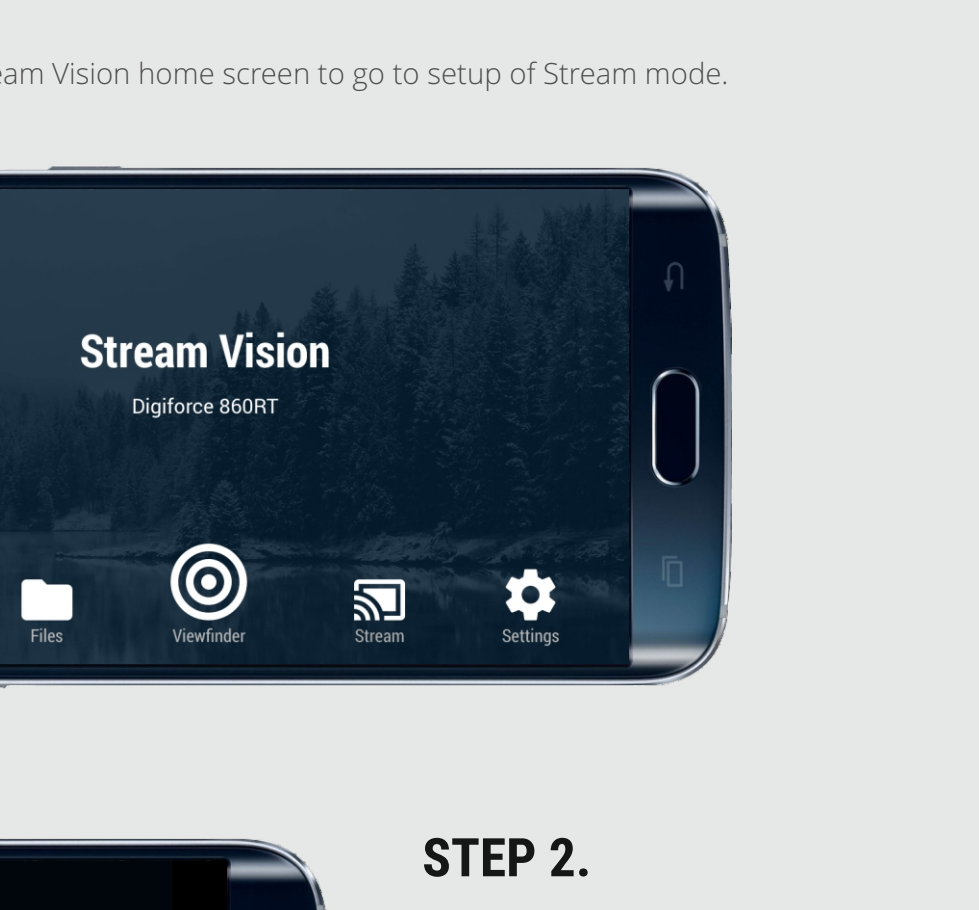 Vision home screen to go to setup of Stream mode.
Stream Vision
Digiforce 860RT
Files
Viewfinder
Stream
Settings
STEP 2.